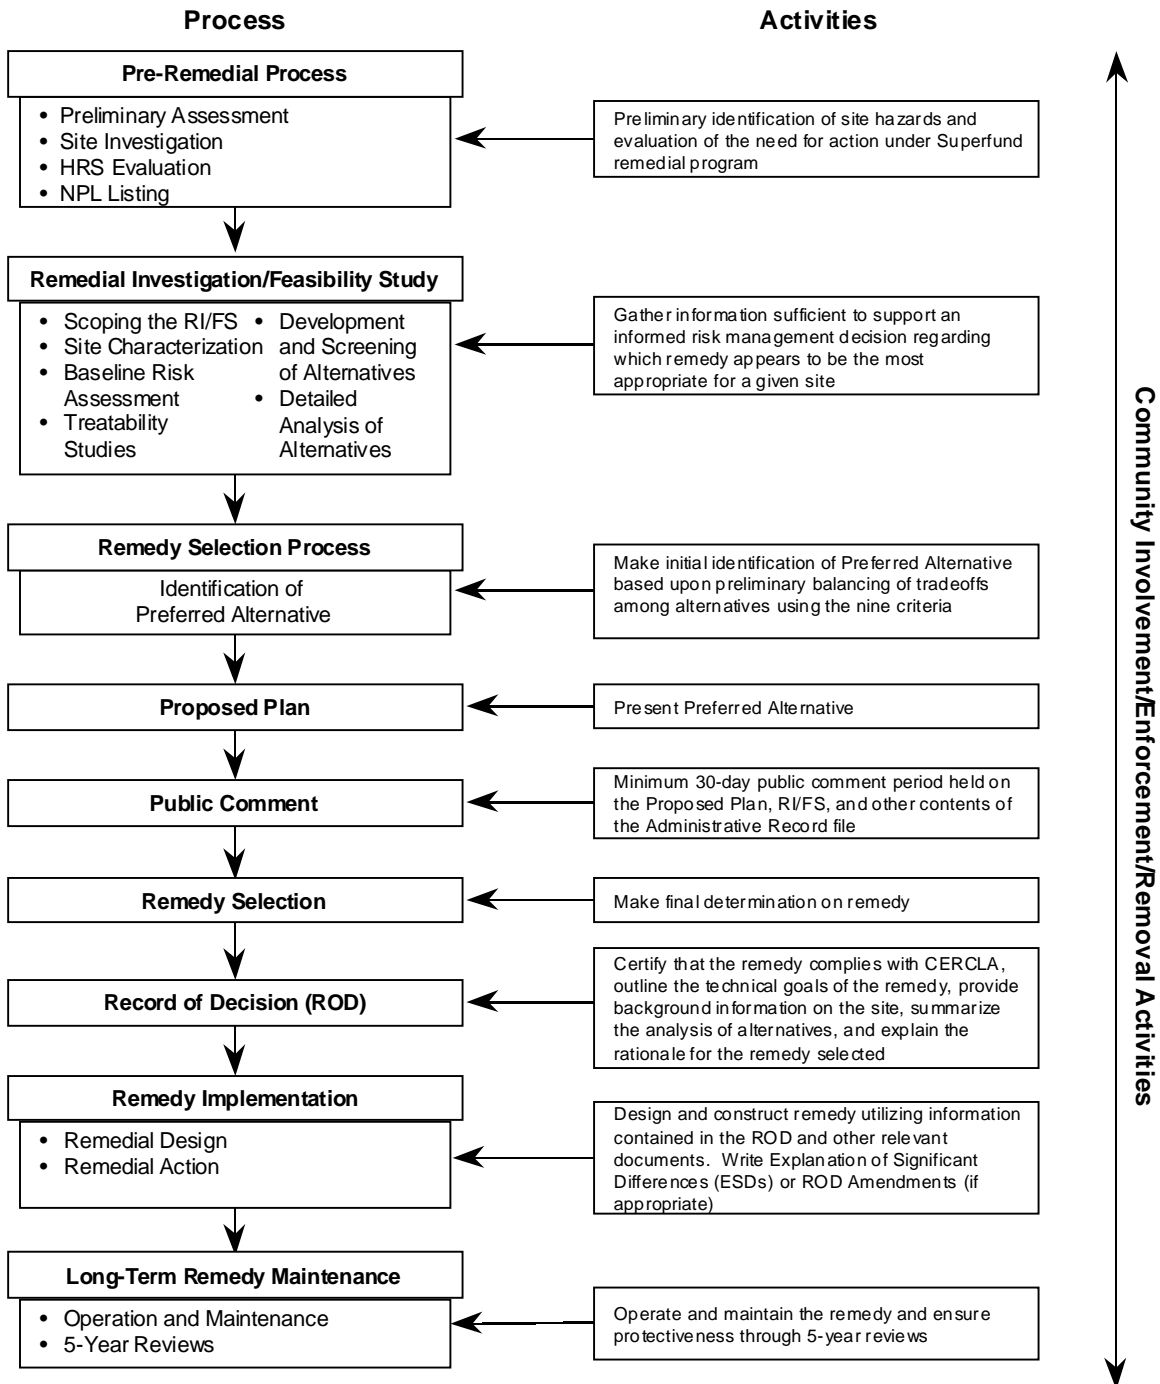 Process
Activities
Pre-Remedial Process
• Preliminary Assessment
• Site Investigation
• HRS Evaluation
• NPL Listing
Preliminary identification of site hazards and
evaluation of the need for action under Superfund
remedial program
Remedial Investigation/Feasibility Study
• Scoping the RI/FS
• Site Characterization
• Baseline Risk
Assessment
• Treatability
Studies
• Development
and Screening
of Alternatives
• Detailed
Analysis of
Alternatives
Gather information sufficient to support an
informed risk management decision regarding
which remedy appears to be the most
appropriate for a given site
Remedy Selection Process
Identification of
Preferred Alternative
Make initial identification of Preferred Alternative
based upon preliminary balancing of tradeoffs
among alternatives using the nine criteria
Proposed Plan
Present Preferred Alternative
Public Comment
Minimum 30-day public comment period held on
the Proposed Plan, RI/FS, and other contents of
the Administrative Record file
Remedy Selection
Make final determination on remedy
Record of Decision (ROD)
Certify that the remedy complies with CERCLA,
outline the technical goals of the remedy, provide
background information on the site, summarize
the analysis of alternatives, and explain the
rationale for the remedy selected
Remedy Implementation
• Remedial Design
• Remedial Action
Design and construct remedy utilizing information
contained in the ROD and other relevant
documents. Write Explanation of Significant
Differences (ESDs) or ROD Amendments (if
appropriate)
Long-Term Remedy Maintenance
• Operation and Maintenance
• 5-Year Reviews
Operate and maintain the remedy and ensure
protectiveness through 5-year reviews
Community Involvement/Enforcement/Removal Activities